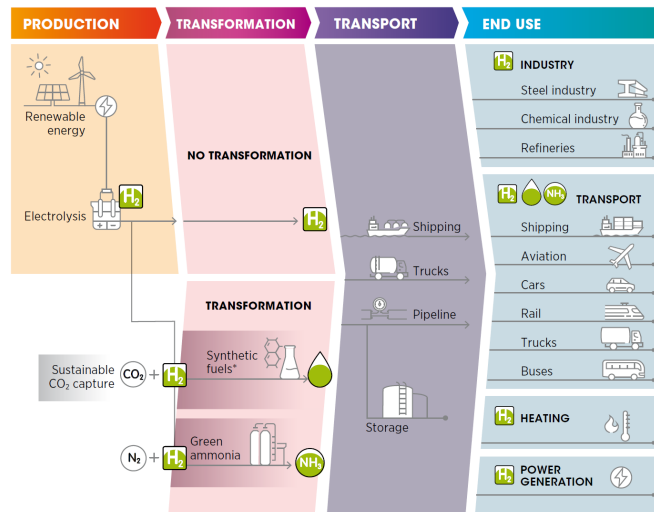 PRODUCTION
TRANSFORMATION
TRANSPORT
END USE
Renewable
energy
H₂
Electrolysis
NO TRANSFORMATION
H₂
TRANSFORMATION
Sustainable
CO₂ capture
CO₂ + H₂
Synthetic
fuels*
N₂ + H₂
Green
ammonia
NH₃
Shipping
Trucks
Pipeline
Storage
H₂ INDUSTRY
Steel industry
Chemical industry
Refineries
H₂ NH₃ TRANSPORT
Shipping
Aviation
Cars
Rail
Trucks
Buses
H₂ HEATING
H₂ POWER
GENERATION